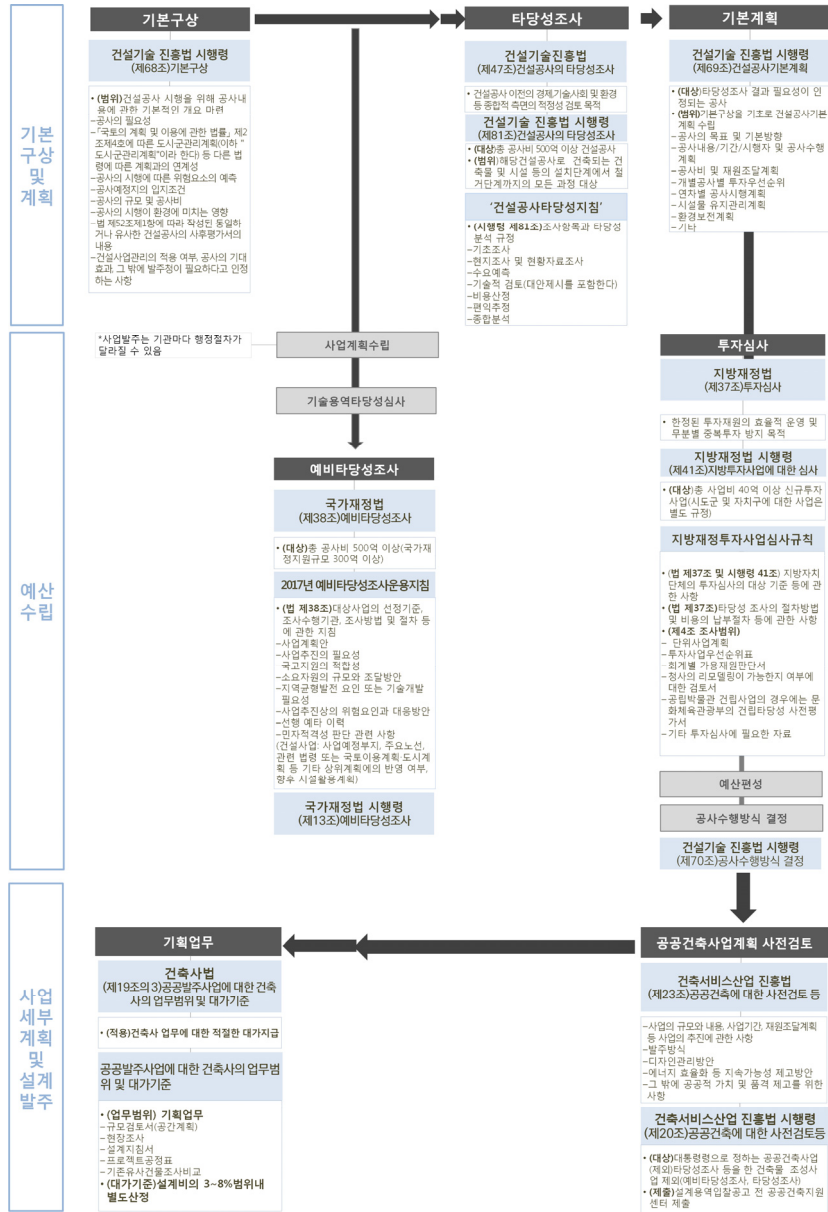 기본구상
타당성조사
기본계획
기본
구상
및
계획
건설기술 진흥법 시행령
(제68조)기본구상
• (범위)건설공사 시행을 위해 공사내
용에 관한 기본적인 개요 마련
–공사의 필요성
–「국토의 계획 및 이용에 관한 법률」 제2
조제4호에 따른 도시·군관리계획(이하 "
도시군관리계획"이라 한다) 등 다른 법
령에 따른 계획과의 연계성
–공사의 시행에 따른 위험요소의 예측
–공사예정지의 입지조건
–공사의 규모 및 공사비
–공사의 시행이 환경에 미치는 영향
–법 제52조제1항에 따라 작성된 동일하
거나 유사한 건설공사의 사후평가서의
내용
–건설사업관리의 적용 여부, 공사의 기대
효과, 그 밖에 발주청이 필요하다고 인정
하는 사항
건설기술진흥법
(제47조)건설공사의 타당성조사
• 건설공사 이전의 경제,기술사회 및 환경
등 종합적 측면의 적정성 검토 목적
건설기술 진흥법 시행령
(제81조)건설공사의 타당성조사
• (대상)총 공사비 500억 이상 건설공사
• (범위)해당건설공사로 건축되는 건
축물 및 시설 등의 설치단계에서 철
거단계까지의 모든 과정 대상
'건설공사타당성지침'
• (시행령 제81조)조사항목과 타당성
분석 규정
–기초조사
–현지조사 및 현황자료조사
–수요예측
–기술적 검토(대안제시를 포함한다)
–비용산정
–편익추정
–종합분석
건설기술 진흥법 시행령
(제69조)건설공사기본계획
• (대상)타당성조사 결과 필요성이 인
정되는 공사
• (범위)기본구상을 기초로 건설공사기본
계획 수립
–공사의 목표 및 기본방향
–공사내용/기간/시행자 및 공사수행
계획
–공사비 및 재원조달계획
–개별공사별 투자우선순위
–연차별 공사시행계획
–시설물 유지관리계획
–환경보전계획
–기타
예산
수립
*사업발주는 기관마다 행정절차가
달라질 수 있음
사업계획수립
기술용역타당성심사
예비타당성조사
국가재정법
(제38조)예비타당성조사
• (대상)총 공사비 500억 이상(국가재
정지원규모 300억 이상)
2017년 예비타당성조사운용지침
• (법 제38조)대상사업의 선정기준,
조사수행기관, 조사방법 및 절차 등
에 관한 지침
–사업계획안
–사업추진의 필요성
국고지원의 적합성
–소요자원의 규모와 조달방안
–지역균형발전 요인 또는 기술개발
필요성
–사업추진상의 위험요인과 대응방안
–선행 예타 이력
–민자적격성 판단 관련 사항
(건설사업: 사업예정부지, 주요노선,
관련 법령 또는 국토이용계획·도시계
획 등 기타 상위계획에의 반영 여부,
향후 시설활용계획)
국가재정법 시행령
(제13조)예비타당성조사
투자심사
지방재정법
(제37조)투자심사
• 한정된 투자재원의 효율적 운영 및
무분별 중복투자 방지 목적
지방재정법 시행령
(제41조)지방투자사업에 대한 심사
• (대상)총 사업비 40억 이상 신규투자
사업(시도군 및 자치구에 대한 사업은
별도 규정)
지방재정투자사업심사규칙
• (법 제37조 및 시행령 41조) 지방자치
단체의 투자심사의 대상 기준 등에 관
한 사항
• (법 제37조)타당성 조사의 절차방법
및 비용의 납부절차 등에 관한 사항
• (제4조 조사범위)
– 단위사업계획
–투자사업우선순위표
–회계별 가용재원판단서
–청사의 리모델링이 가능한지 여부에
대한 검토서
–공립박물관 건립사업의 경우에는 문
화체육관광부의 건립타당성 사전평
가서
–기타 투자심사에 필요한 자료
예산편성
공사수행방식 결정
건설기술 진흥법 시행령
(제70조)공사수행방식 결정
사업
세부
계획
및
설계
발주
기획업무
건축사법
(제19조의 3)공공발주사업에 대한 건축
사의 업무범위 및 대가기준
• (적용)건축사 업무에 대한 적절한 대가지급
공공발주사업에 대한 건축사의 업무범
위 및 대가기준
• (업무범위) 기획업무
–규모검토서(공간계획)
–현장조사
–설계지침서
–프로젝트공정표
–기존유사건물조사비교
• (대가기준)설계비의 3~8%범위내
별도산정
공공건축사업계획 사전검토
건축서비스산업 진흥법
(제23조)공공건축에 대한 사전검토 등
–사업의 규모와 내용, 사업기간, 재원조달계획
등 사업의 추진에 관한 사항
–발주방식
–디자인관리방안
–에너지 효율화 등 지속가능성 제고방안
–그 밖에 공공적 가치 및 품격 제고를 위한
사항
건축서비스산업 진흥법 시행령
(제20조)공공건축에 대한 사전검토등
• (대상)대통령령으로 정하는 공공건축사업
(제외)타당성조사 등을 한 건축물 조성사
업 제외(예비타당성조사, 타당성조사)
• (제출)설계용역입찰공고 전 공공건축지원
센터 제출